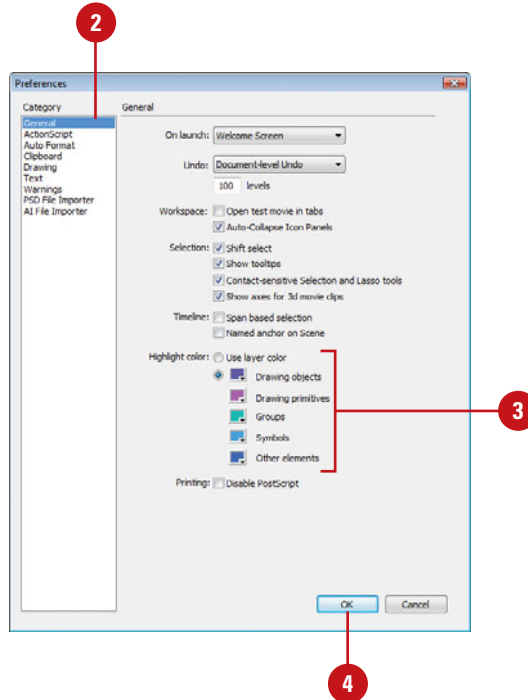 2
Preferences
Category
General
General
ActionScript
Auto Format
Clipboard
Drawing
Text
Warnings
PSD File Importer
AI File Importer
On launch: Welcome Screen
Undo: Document-level Undo
100 levels
Workspace: Open test movie in tabs
Auto-Collapse Icon Panels
Selection: Shift select
Show tooltips
Contact-sensitive Selection and Lasso tools
Show axes for 3d movie clips
Timeline: Span based selection
Named anchor on Scene
Highlight color: Use layer color
Drawing objects
Drawing primitives
3
Groups
Symbols
Other elements
Printing: Disable PostScript
OK Cancel
4